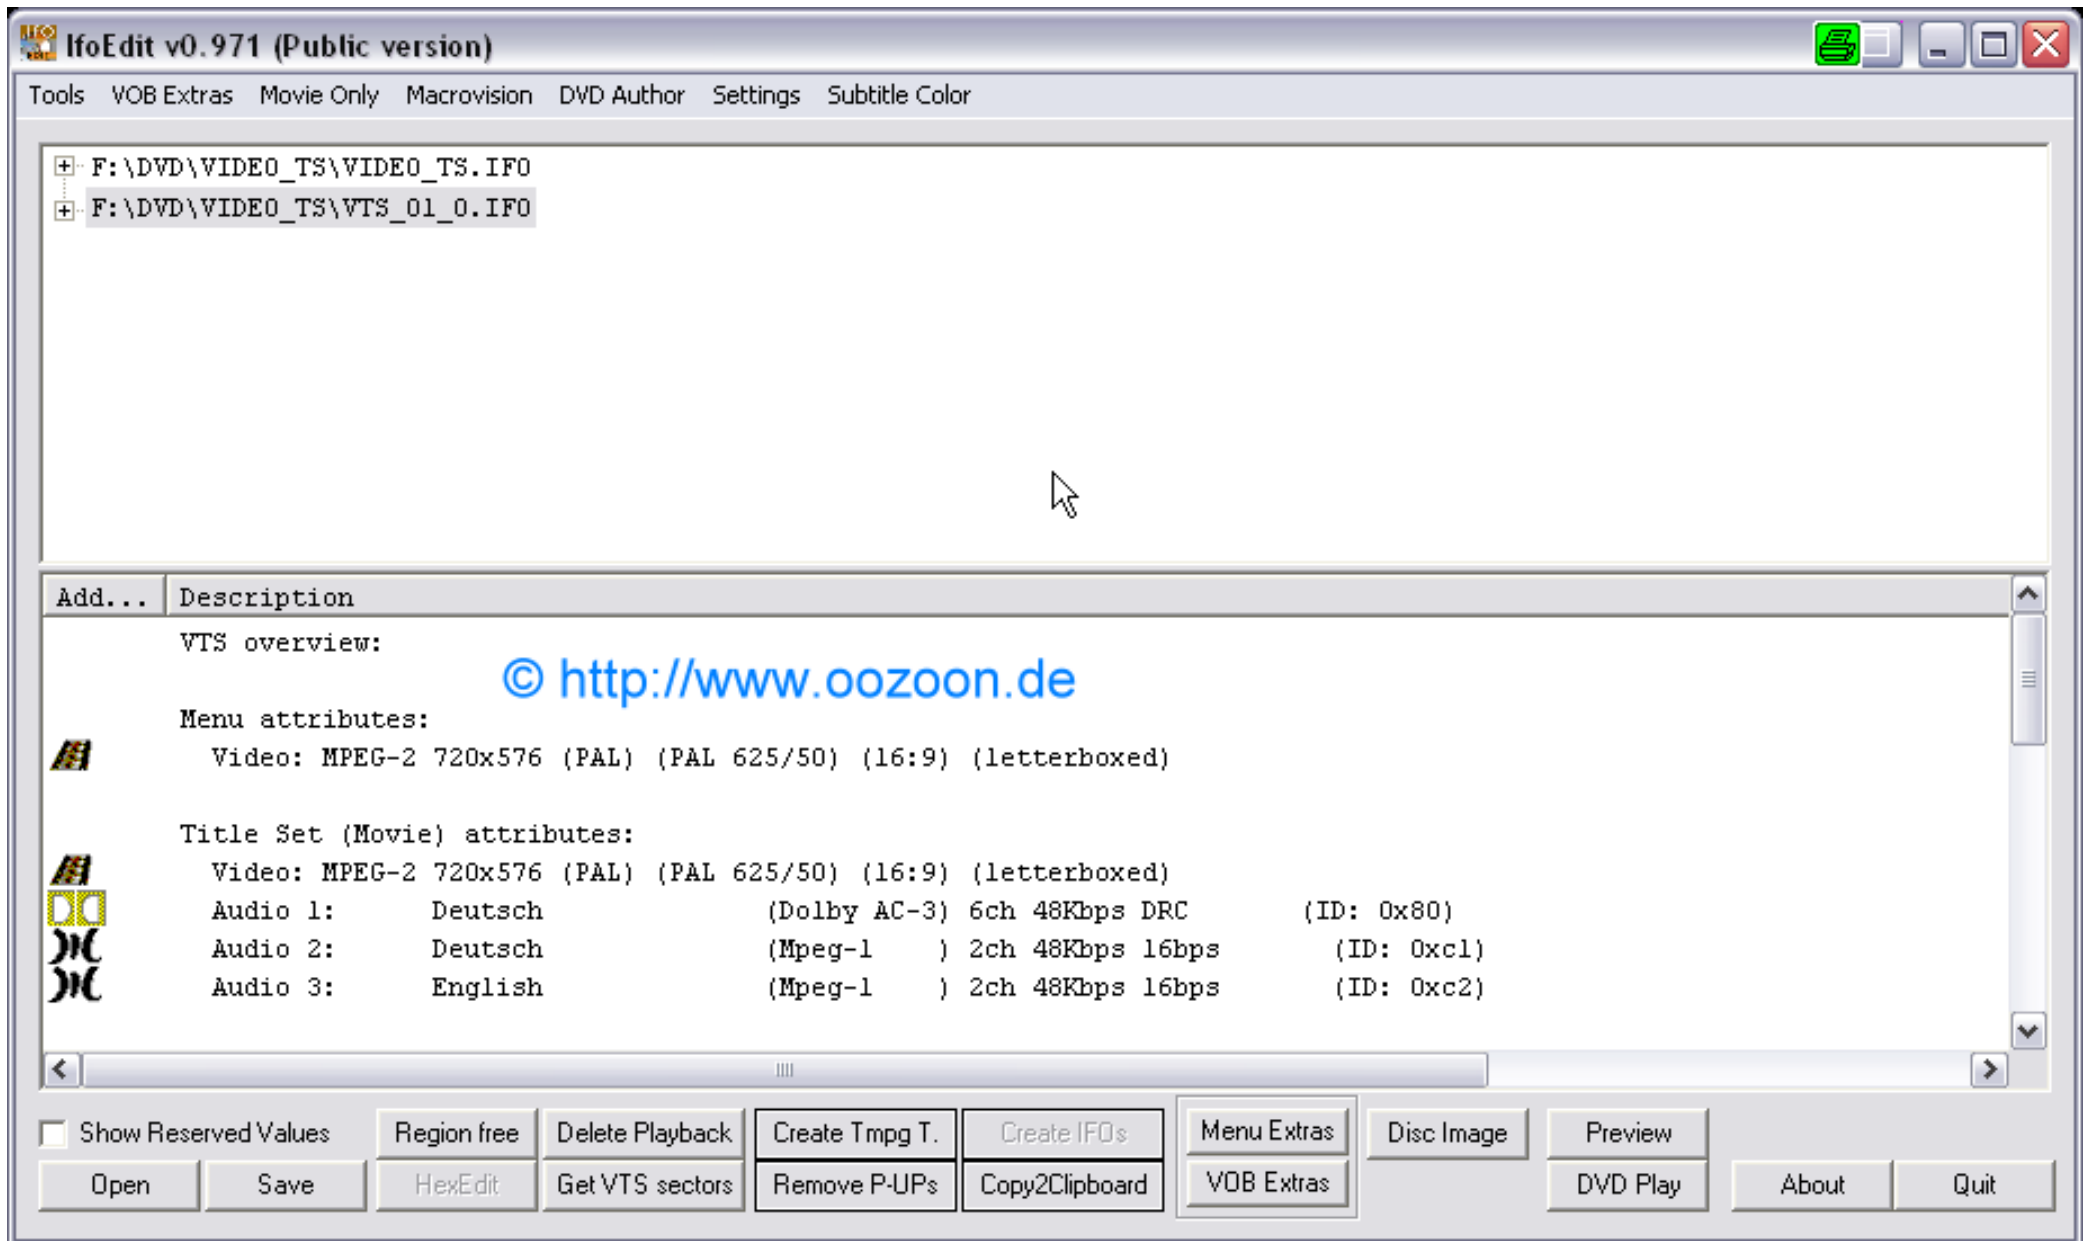 IfoEdit v0.971 (Public version)
Tools VOB Extras Movie Only Macrovision DVD Author Settings Subtitle Color
F:\DVD\VIDEO_TS\VIDEO_TS.IFO
F:\DVD\VIDEO_TS\VTS_01_0.IFO
Add... Description
VTS overview:
© http://www.oozoon.de
Menu attributes:
Video: MPEG-2 720x576 (PAL) (PAL 625/50) (16:9) (letterboxed)
Title Set (Movie) attributes:
Video: MPEG-2 720x576 (PAL) (PAL 625/50) (16:9) (letterboxed)
Audio 1: Deutsch (Dolby AC-3) 6ch 48Kbps DRC (ID: 0x80)
Audio 2: Deutsch (Mpeg-1 ) 2ch 48Kbps 16bps (ID: 0xc1)
Audio 3: English (Mpeg-1 ) 2ch 48Kbps 16bps (ID: 0xc2)
Show Reserved Values Region free Delete Playback Create Tmpg T. Create IFOs Menu Extras Disc Image Preview
Open Save HexEdit Get VTS sectors Remove P-UPs Copy2Clipboard VOB Extras DVD Play About Quit